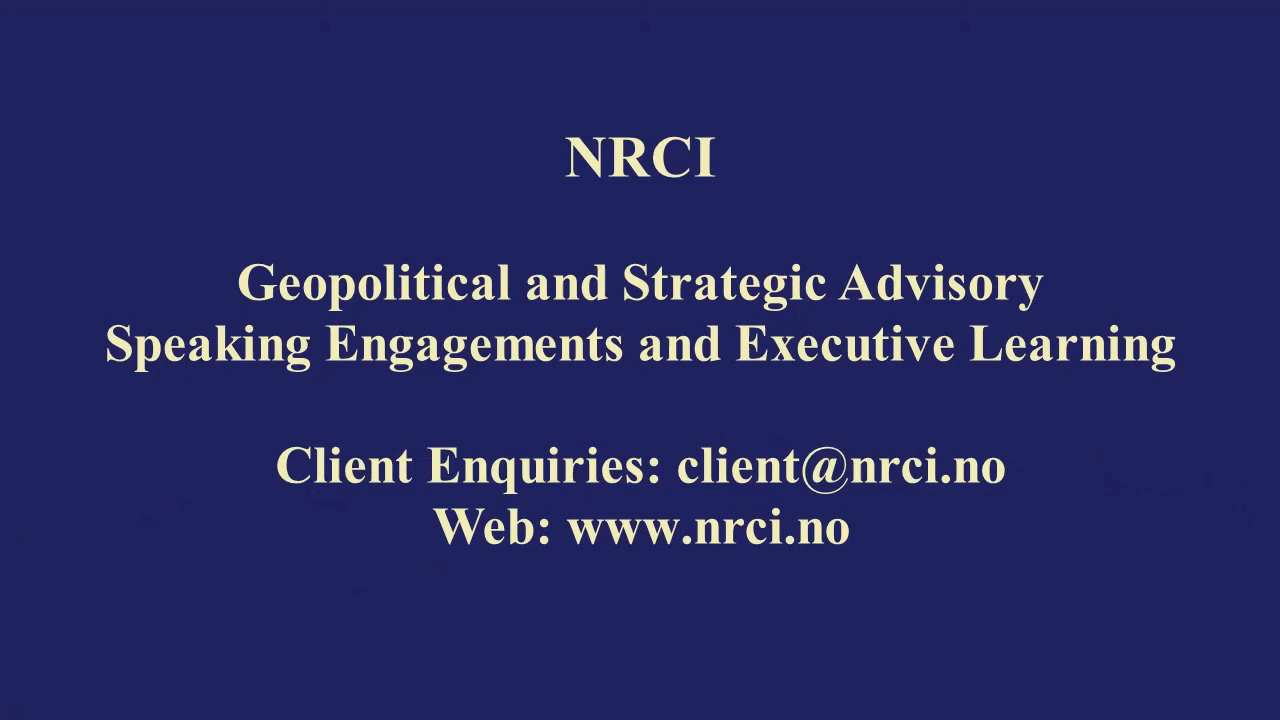 NRCI
Geopolitical and Strategic Advisory
Speaking Engagements and Executive Learning
Client Enquiries: client@nrci.no
Web: www.nrci.no